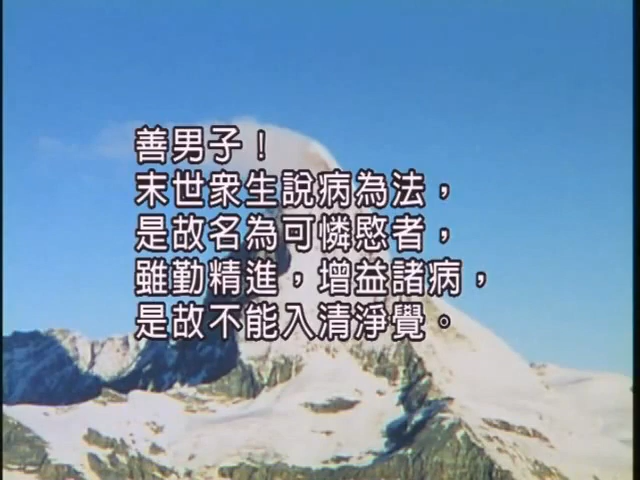 善男子！
末世衆生說病為法，
是故名為可憐愍者，
雖勤精進，增益諸病，
是故不能入清淨覺。